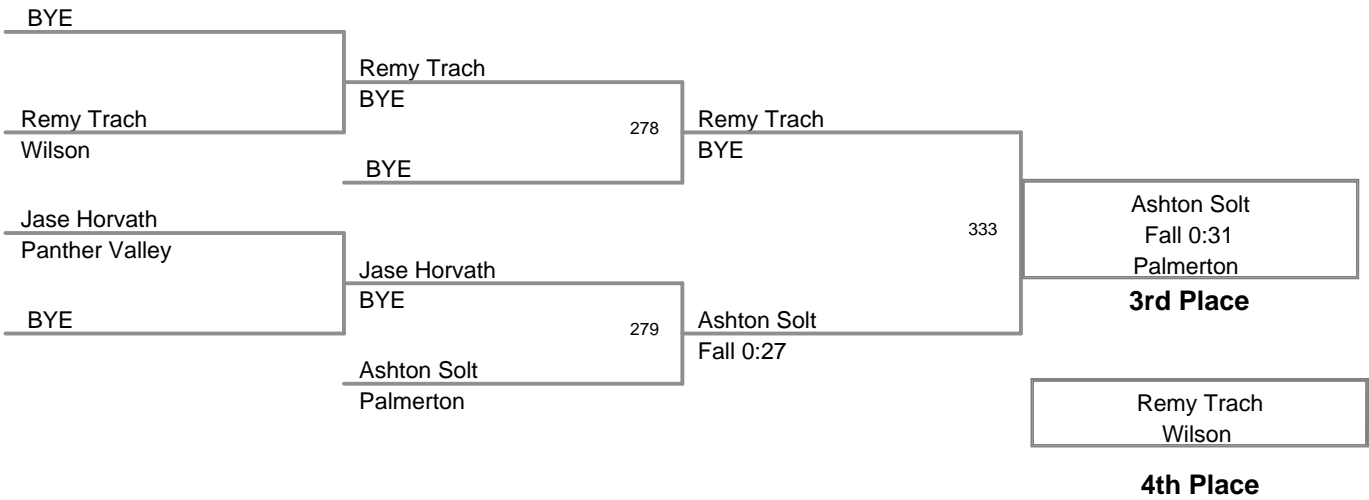 BYE
Remy Trach
BYE
Remy Trach
Wilson
278
Remy Trach
BYE
BYE
Jase Horvath
Panther Valley
333
Ashton Solt
Fall 0:31
Palmerton
3rd Place
Jase Horvath
BYE
BYE
279
Ashton Solt
Fall 0:27
Ashton Solt
Palmerton
Remy Trach
Wilson
4th Place